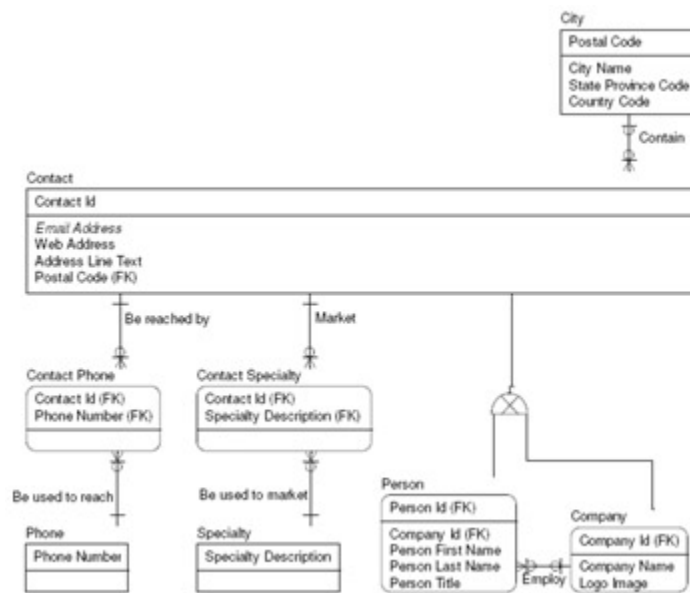 City
Postal Code
City Name
State Province Code
Country Code
Contain
Contact
Contact Id
Email Address
Web Address
Address Line Text
Postal Code (FK)
Be reached by
Market
Contact Phone
Contact Id (FK)
Phone Number (FK)
Contact Specialty
Contact Id (FK)
Specialty Description (FK)
Be used to reach
Be used to market
Phone
Phone Number
Specialty
Specialty Description
Person
Person Id (FK)
Company Id (FK)
Person First Name
Person Last Name
Person Title
Employ
Company
Company Id (FK)
Company Name
Logo Image